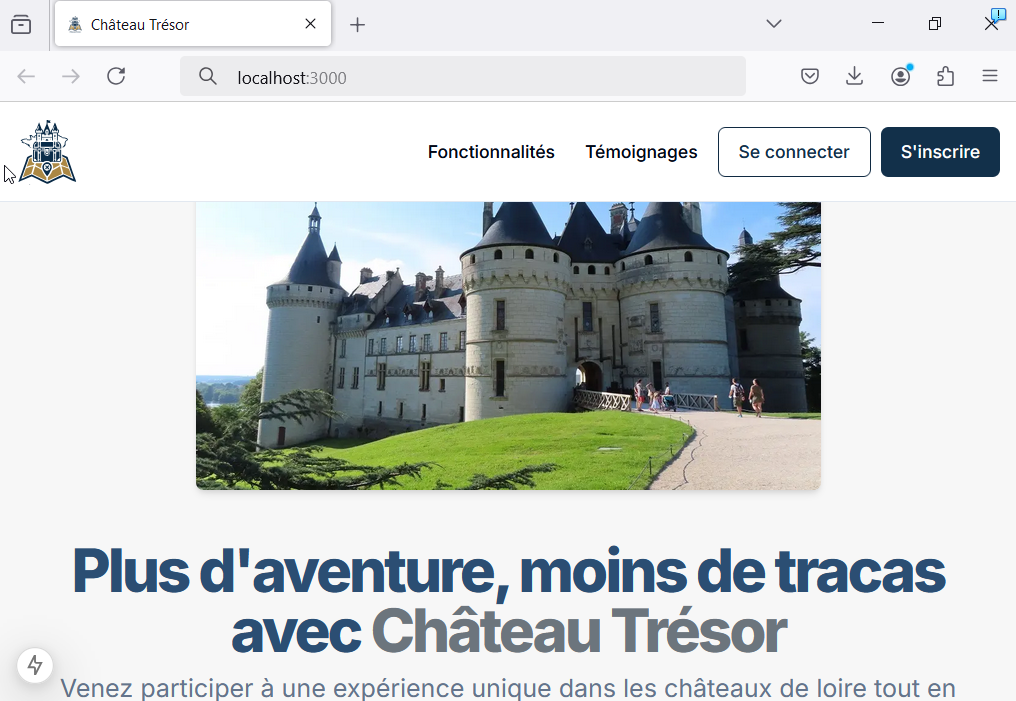 Château Trésor
localhost:3000
Fonctionnalités
Témoignages
Se connecter
S'inscrire
Plus d'aventure, moins de tracas
avec Château Trésor
Venez participer à une expérience unique dans les châteaux de loire tout en